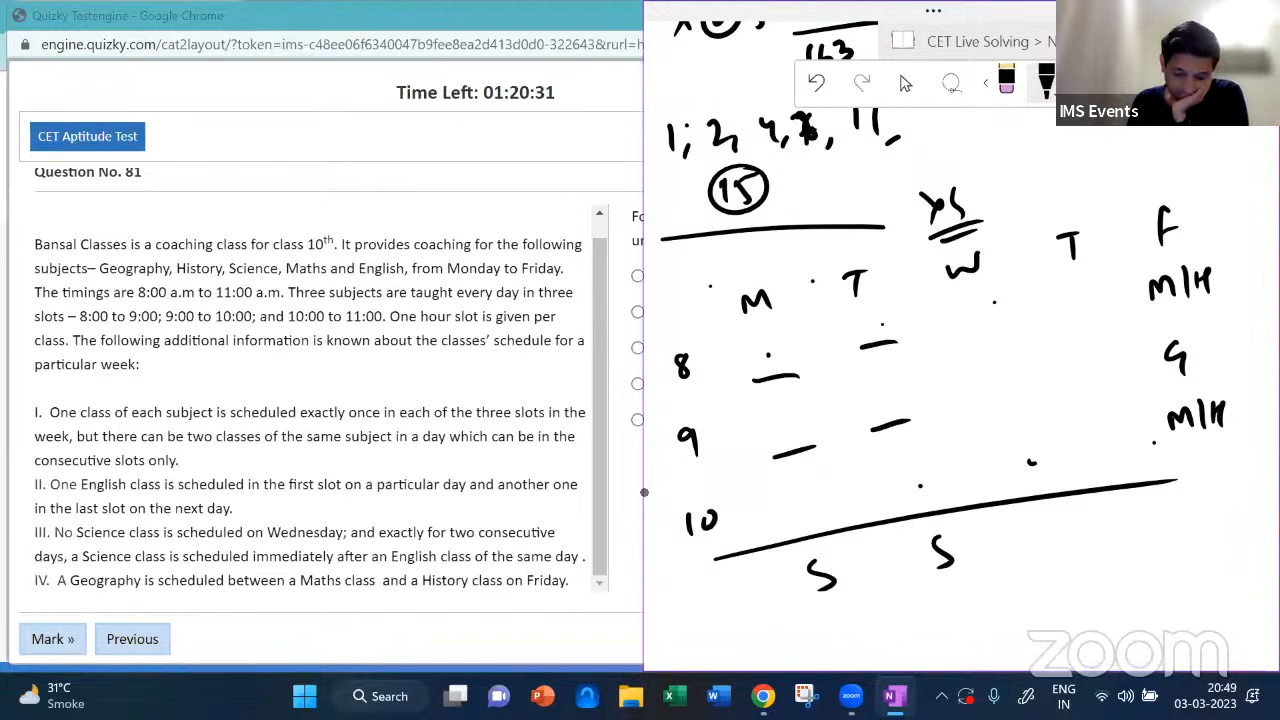 Quizky Testengine - Google Chrome
engine.quizky.com/cat2layout/?token=ims-c48ee06f6340047b9fee8ea2d413d0d0-322643&rurl=h
Time Left: 01:20:31
CET Aptitude Test
Question No. 81
Bansal Classes is a coaching class for class 10th. It provides coaching for the following
subjects– Geography, History, Science, Maths and English, from Monday to Friday.
The timings are 8:00 a.m to 11:00 a.m. Three subjects are taught every day in three
slots – 8:00 to 9:00; 9:00 to 10:00; and 10:00 to 11:00. One hour slot is given per
class. The following additional information is known about the classes' schedule for a
particular week:
I. One class of each subject is scheduled exactly once in each of the three slots in the
week, but there can be two classes of the same subject in a day which can be in the
consecutive slots only.
II. One English class is scheduled in the first slot on a particular day and another one
in the last slot on the next day.
III. No Science class is scheduled on Wednesday; and exactly for two consecutive
days, a Science class is scheduled immediately after an English class of the same day .
IV. A Geography is scheduled between a Maths class and a History class on Friday.
Mark »
Previous
Fo
ur
CET Live Solving > N
IMS Events
163
1; 2, 4, 7, 11,
15
XS
M T W T F
8 M/H
9 G
10 M/H
S S
zoom
31°C
Smoke
Search
zoom
ENG
IN
20:49
03-03-2023